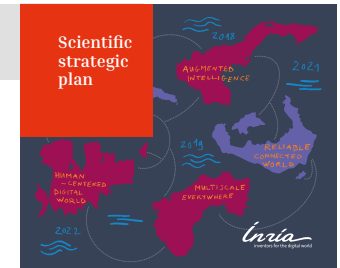 Scientific
strategic
plan
2018
AUGMENTED
INTELLIGENCE
2021
2019
RELIABLE
CONNECTED
WORLD
HUMAN
-CENTERED
DIGITAL
WORLD
MULTISCALE
EVERYWHERE
2022
Inria
inventors for the digital world